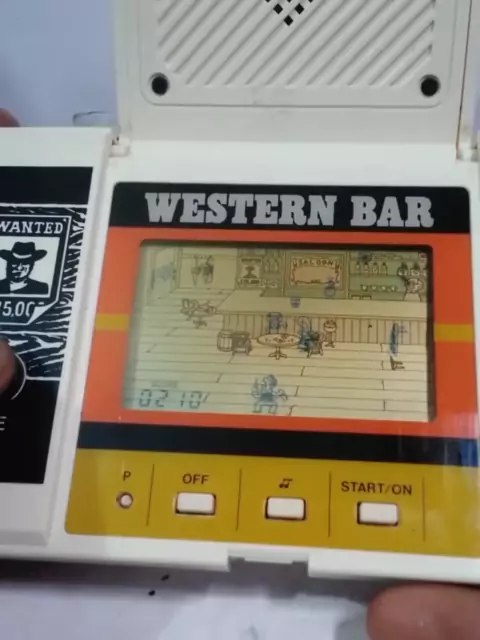 WESTERN BAR
WANTED
SALOON
0210
P
OFF
START/ON